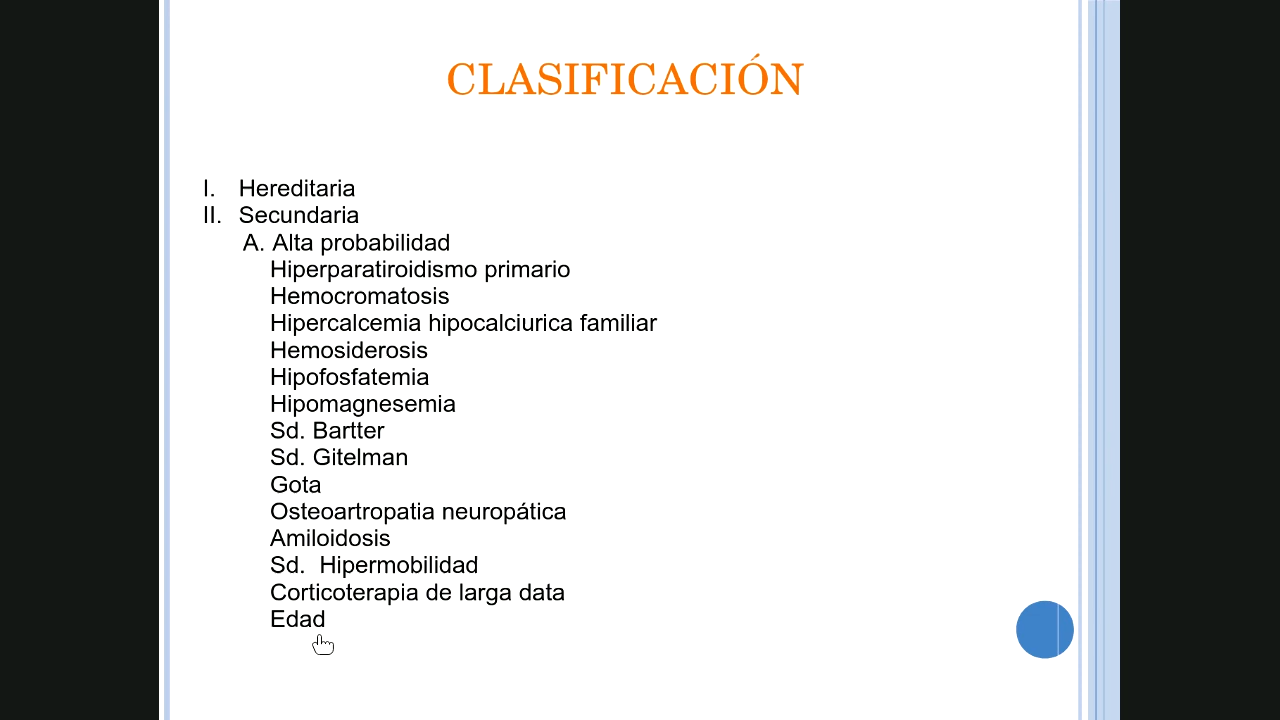 CLASIFICACIÓN
I. Hereditaria
II. Secundaria
A. Alta probabilidad
Hiperparatiroidismo primario
Hemocromatosis
Hipercalcemia hipocalciurica familiar
Hemosiderosis
Hipofosfatemia
Hipomagnesemia
Sd. Bartter
Sd. Gitelman
Gota
Osteoartropatia neuropática
Amiloidosis
Sd.  Hipermobilidad
Corticoterapia de larga data
Edad